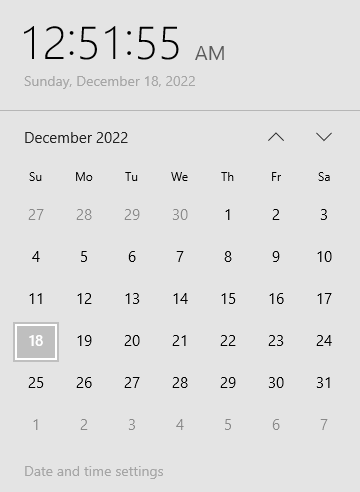 12:51:55 AM
Sunday, December 18, 2022
December 2022
Su Mo Tu We Th Fr Sa
27 28 29 30 1 2 3
4 5 6 7 8 9 10
11 12 13 14 15 16 17
18 19 20 21 22 23 24
25 26 27 28 29 30 31
1 2 3 4 5 6 7
Date and time settings